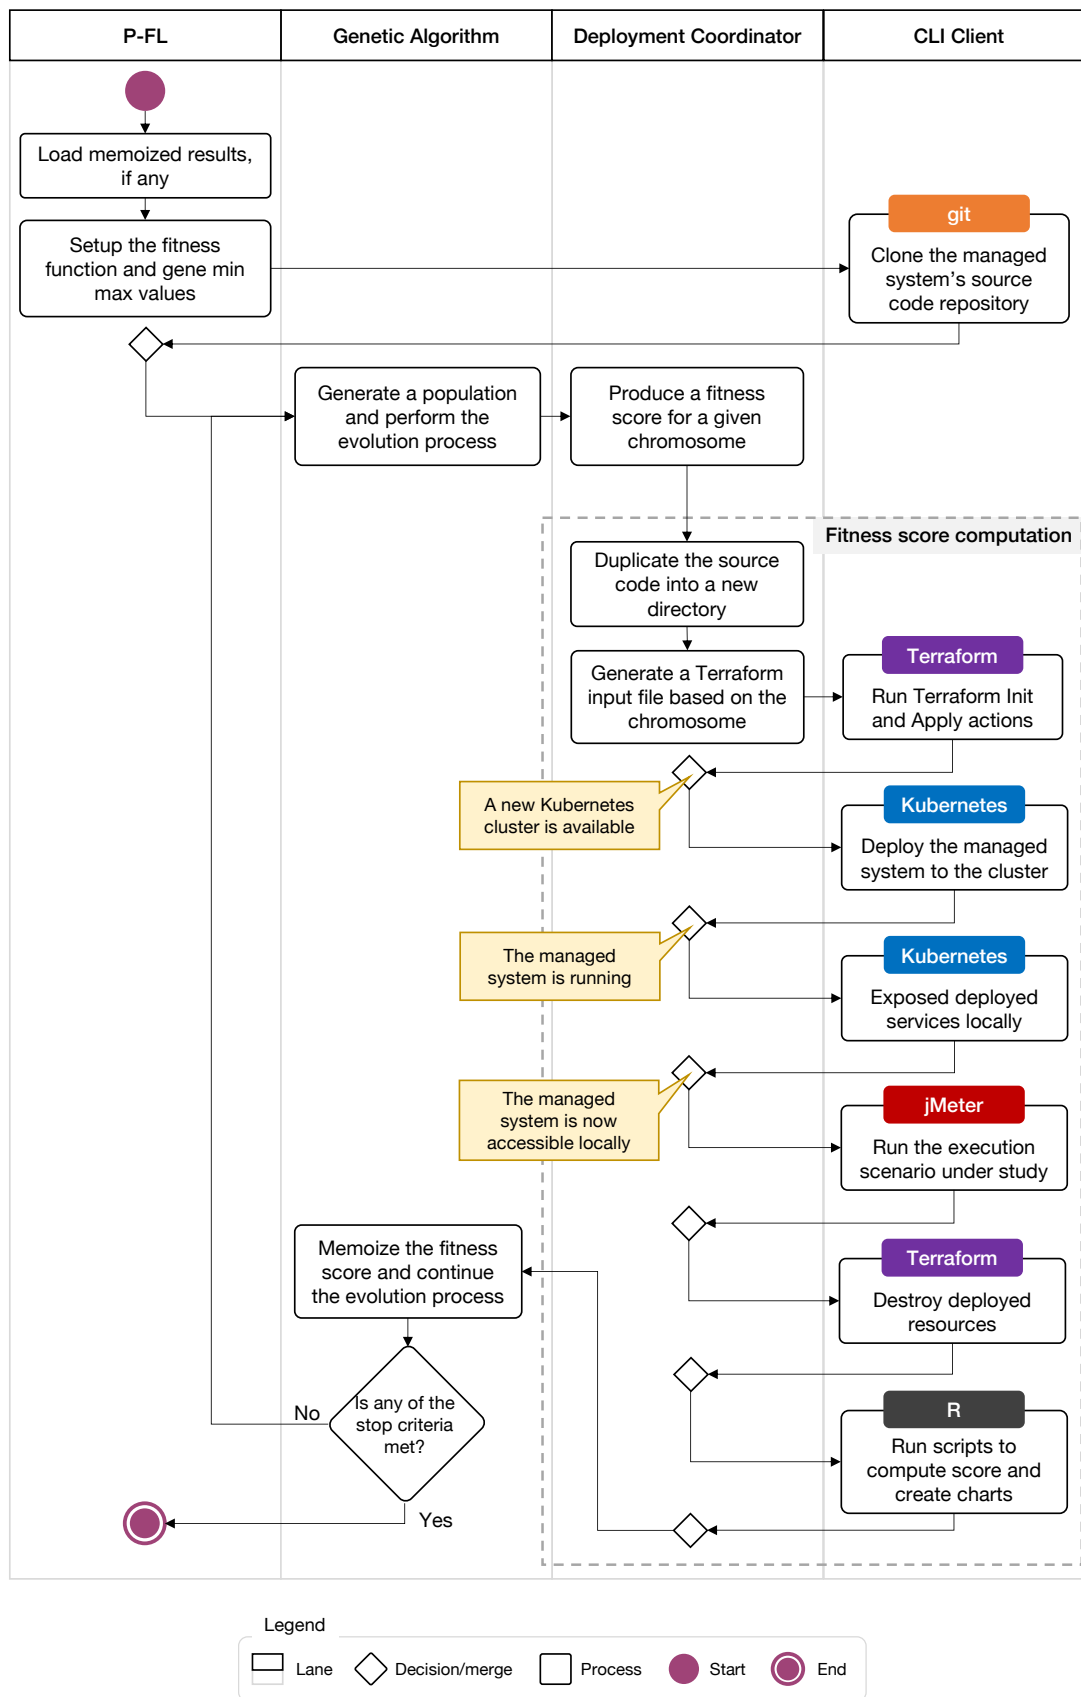 P-FL
Genetic Algorithm
Deployment Coordinator
CLI Client
Load memoized results,
if any
Setup the fitness
function and gene min
max values
git
Clone the managed
system's source
code repository
Generate a population
and perform the
evolution process
Produce a fitness
score for a given
chromosome
Fitness score computation
Duplicate the source
code into a new
directory
Generate a Terraform
input file based on the
chromosome
Terraform
Run Terraform Init
and Apply actions
A new Kubernetes
cluster is available
Kubernetes
Deploy the managed
system to the cluster
The managed
system is running
Kubernetes
Exposed deployed
services locally
The managed
system is now
accessible locally
jMeter
Run the execution
scenario under study
Memoize the fitness
score and continue
the evolution process
Terraform
Destroy deployed
resources
Is any of the
stop criteria
met?
No
Yes
R
Run scripts to
compute score and
create charts
Legend
Lane
Decision/merge
Process
Start
End